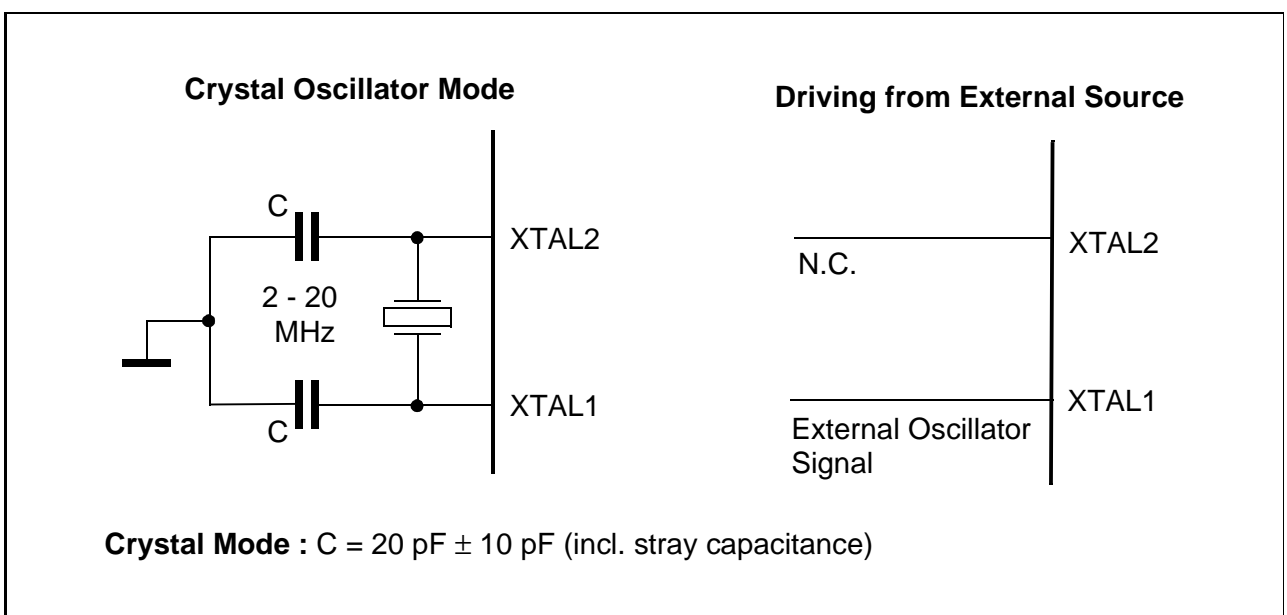 Crystal Oscillator Mode
C
XTAL2
2 - 20
MHz
XTAL1
C
Driving from External Source
XTAL2
N.C.
XTAL1
External Oscillator
Signal
Crystal Mode : C = 20 pF ± 10 pF (incl. stray capacitance)